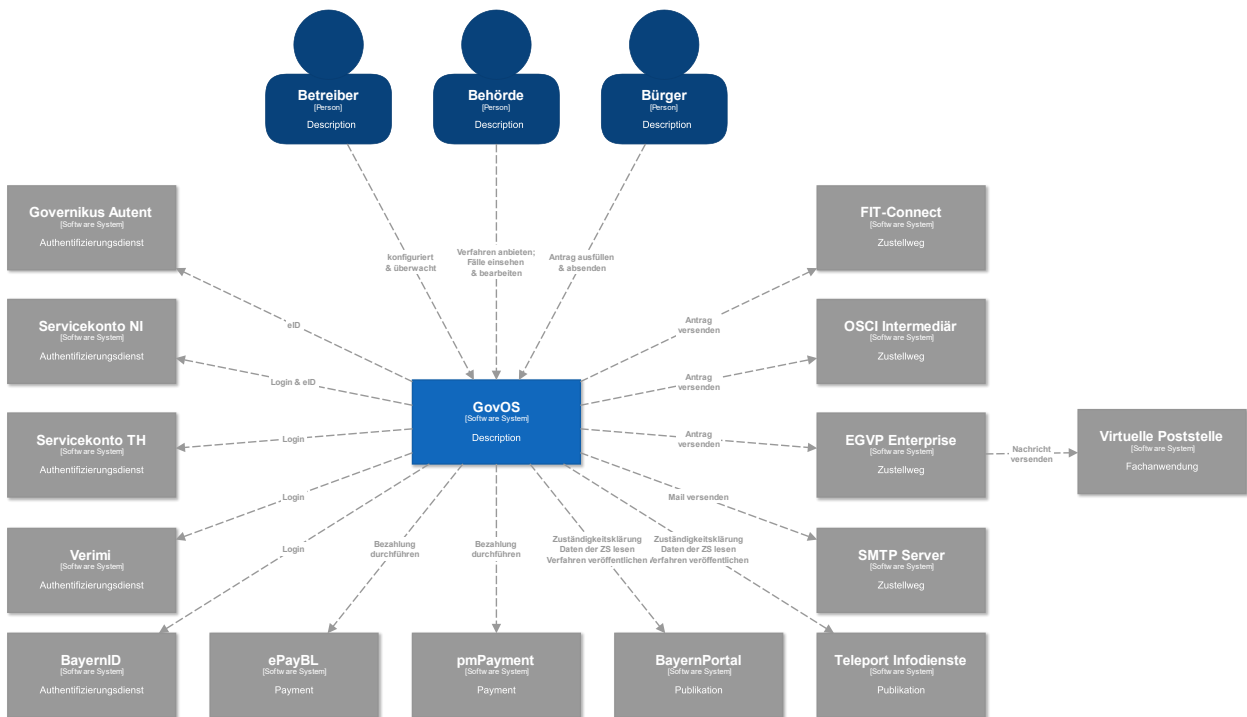 Betreiber
[Person]
Description
Behörde
[Person]
Description
Bürger
[Person]
Description
Governikus Autent
[Software System]
Authentifizierungsdienst
FIT-Connect
[Software System]
Zustellweg
konfiguriert
& überwacht
Verfahren anbieten;
Fälle einsehen
& bearbeiten
Antrag ausfüllen
& absenden
Servicekonto NI
[Software System]
Authentifizierungsdienst
eID
Antrag
versenden
OSCI Intermediär
[Software System]
Zustellweg
Login & eID
Antrag
versenden
GovOS
[Software System]
Description
Servicekonto TH
[Software System]
Authentifizierungsdienst
Login
Antrag
versenden
EGVP Enterprise
[Software System]
Zustellweg
Nachricht
versenden
Virtuelle Poststelle
[Software System]
Fachanwendung
Login
Mail versenden
Verimi
[Software System]
Authentifizierungsdienst
Login
Bezahlung
durchführen
Bezahlung
durchführen
Zuständigkeitsklärung
Daten der ZS lesen
Verfahren veröffentlichen
Zuständigkeitsklärung
Daten der ZS lesen
Verfahren veröffentlichen
SMTP Server
[Software System]
Zustellweg
BayernID
[Software System]
Authentifizierungsdienst
ePayBL
[Software System]
Payment
pmPayment
[Software System]
Payment
BayernPortal
[Software System]
Publikation
Teleport Infodienste
[Software System]
Publikation